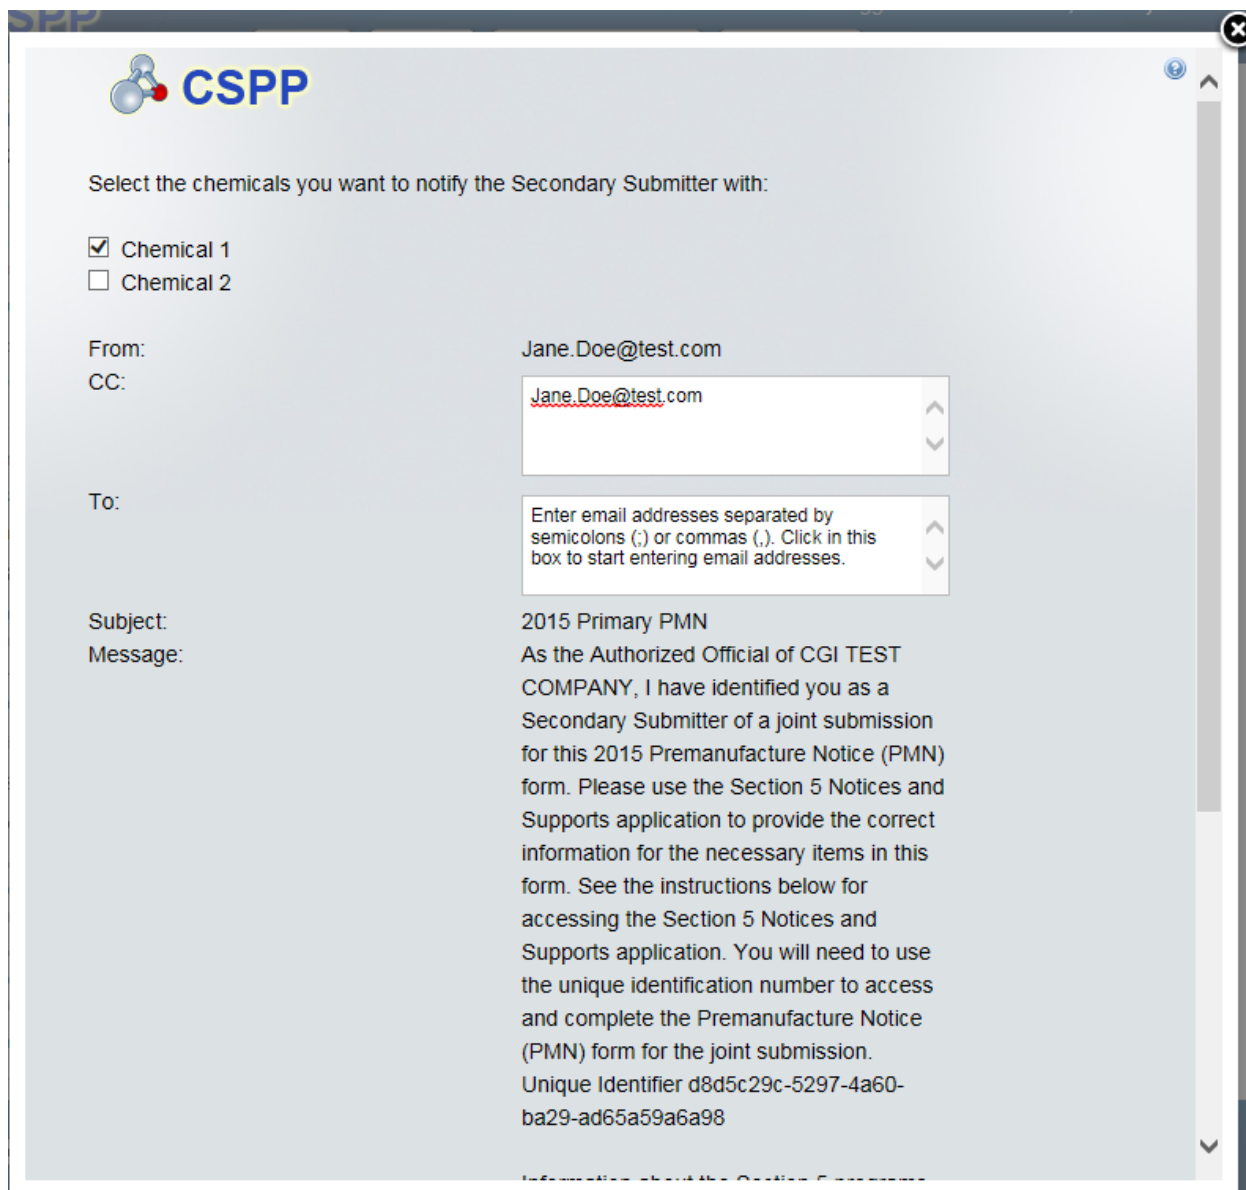 CSPP
Select the chemicals you want to notify the Secondary Submitter with:
Chemical 1
Chemical 2
From:
Jane.Doe@test.com
CC:
Jane.Doe@test.com
To:
Enter email addresses separated by
semicolons (;) or commas (,). Click in this
box to start entering email addresses.
Subject:
2015 Primary PMN
Message:
As the Authorized Official of CGI TEST
COMPANY, I have identified you as a
Secondary Submitter of a joint submission
for this 2015 Premanufacture Notice (PMN)
form. Please use the Section 5 Notices and
Supports application to provide the correct
information for the necessary items in this
form. See the instructions below for
accessing the Section 5 Notices and
Supports application. You will need to use
the unique identification number to access
and complete the Premanufacture Notice
(PMN) form for the joint submission.
Unique Identifier d8d5c29c-5297-4a60-
ba29-ad65a59a6a98
Information about the Section 5 programs